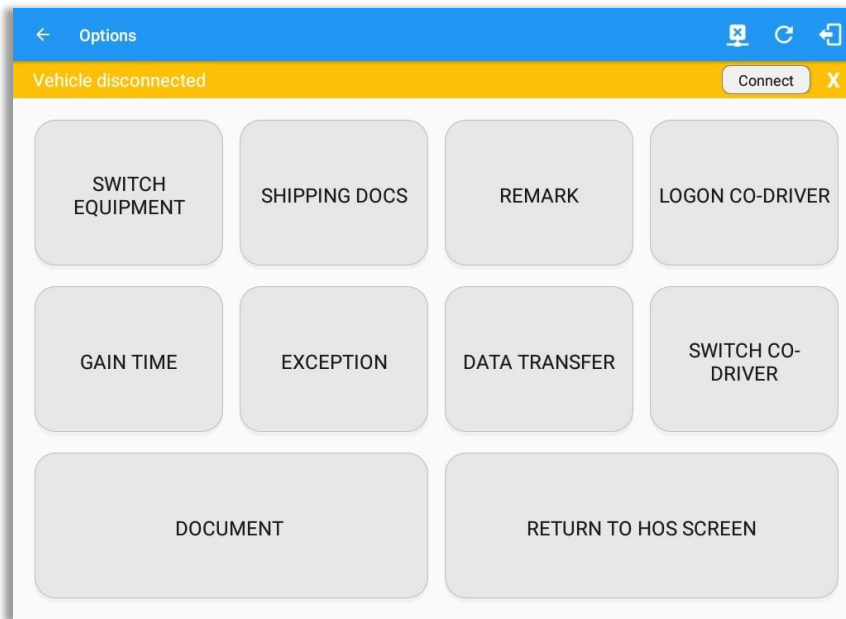 Options
Vehicle disconnected
Connect
X
SWITCH
EQUIPMENT
SHIPPING DOCS
REMARK
LOGON CO-DRIVER
GAIN TIME
EXCEPTION
DATA TRANSFER
SWITCH CO-
DRIVER
DOCUMENT
RETURN TO HOS SCREEN